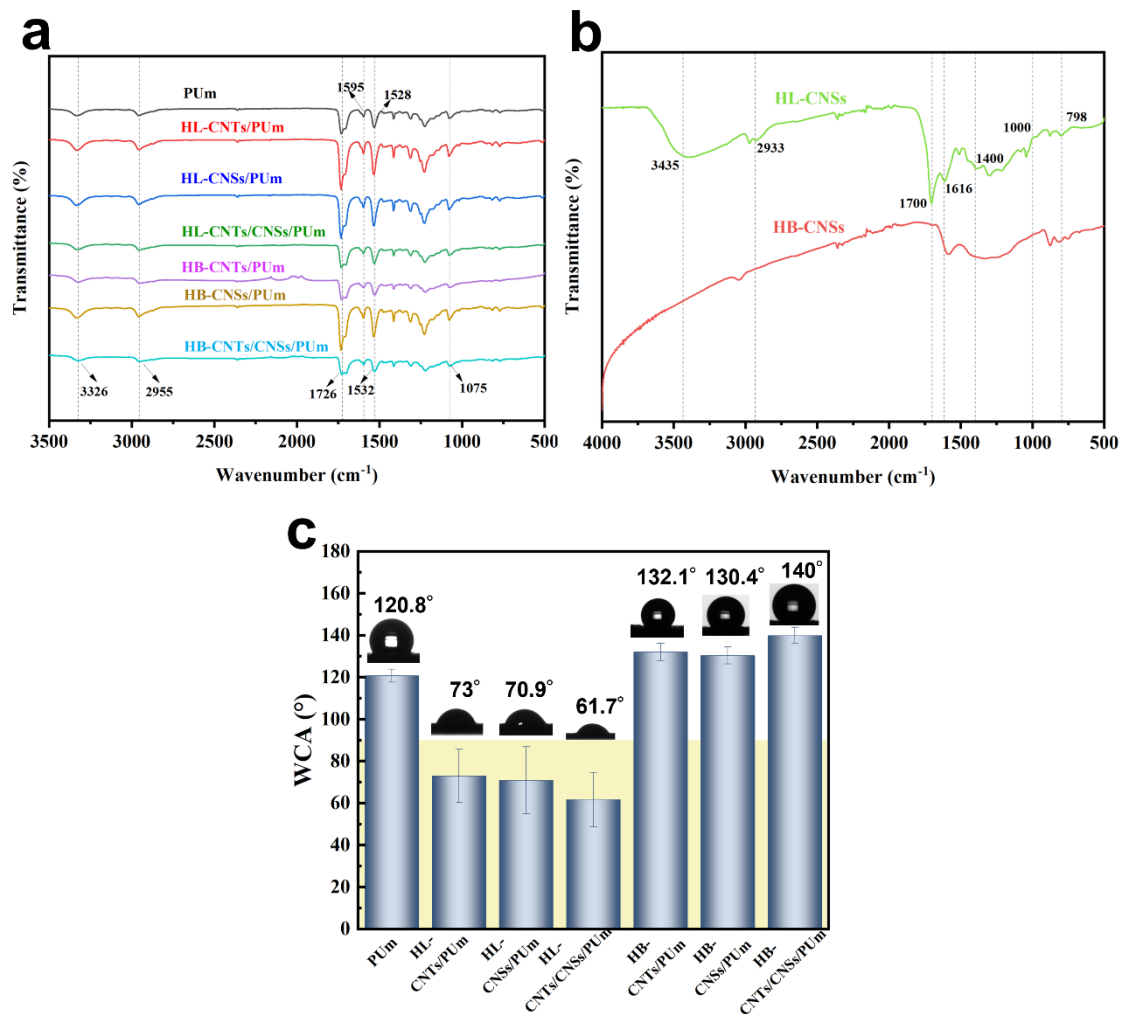 a
PUm
1595
1528
HL-CNTs/PUm
HL-CNSs/PUm
HL-CNTs/CNSs/PUm
HB-CNTs/PUm
HB-CNSs/PUm
HB-CNTs/CNSs/PUm
3326
2955
1726
1532
1075
Transmittance (%)
3500 3000 2500 2000 1500 1000 500
Wavenumber (cm⁻¹)
b
HL-CNSs
3435
2933
1700
1616
1400
1000
798
HB-CNSs
Transmittance (%)
4000 3500 3000 2500 2000 1500 1000 500
Wavenumber (cm⁻¹)
c
180
160
140
120
100
80
60
40
20
0
WCA (°)
120.8°
73°
70.9°
61.7°
132.1°
130.4°
140°
PUm
HL-
CNTs/PUm
HL-
CNSs/PUm
HL-
CNTs/CNSs/PUm
HB-
CNTs/PUm
HB-
CNSs/PUm
HB-
CNTs/CNSs/PUm